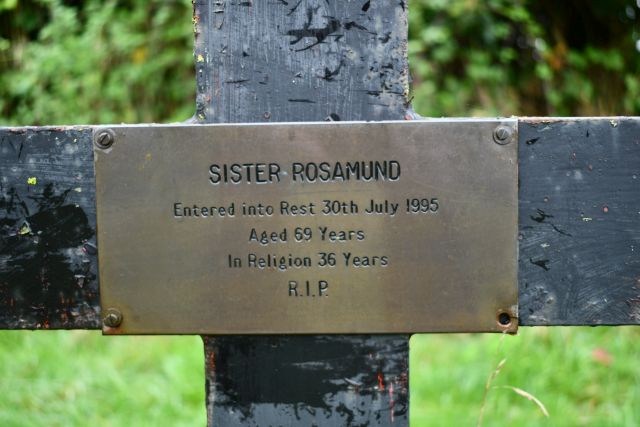 SISTER ROSAMUND
Entered into Rest 30th July 1995
Aged 69 Years
In Religion 36 Years
R.I.P.